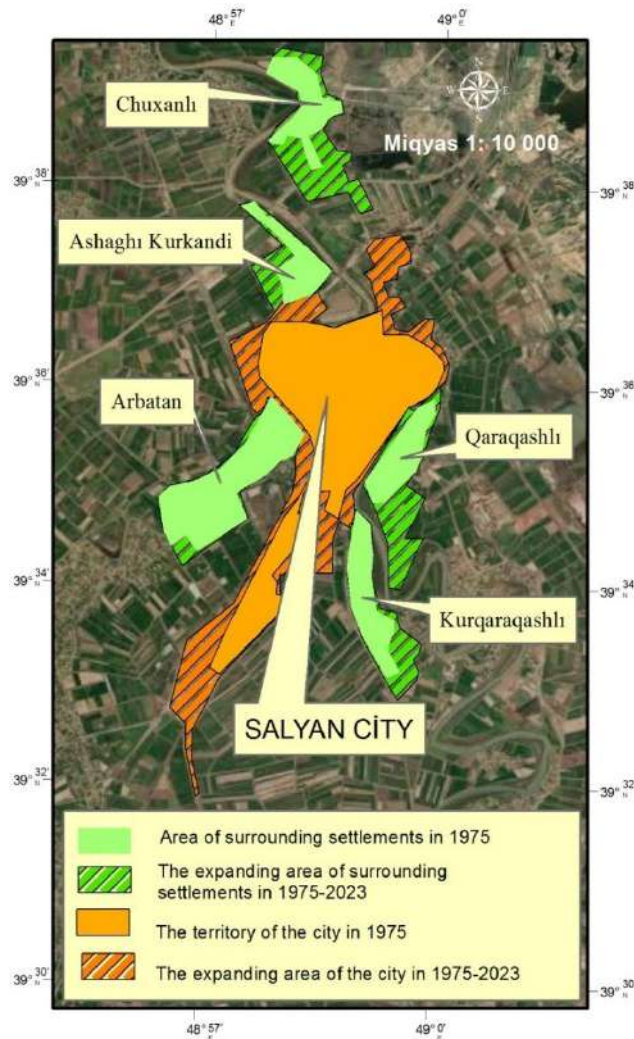 48° 57' E
49° 0' E
Chuxanlı
N
W E
S
Miqyas 1: 10 000
39° 38' N
39° 38' N
Ashaghı Kurkandi
39° 36' N
39° 36' N
Arbatan
Qaraqashlı
39° 34' N
39° 34' N
Kurqaraqashlı
SALYAN CİTY
39° 32' N
39° 32' N
Area of surrounding settlements in 1975
The expanding area of surrounding
settlements in 1975-2023
The territory of the city in 1975
The expanding area of the city in 1975-2023
39° 30' N
39° 30' N
48° 57' E
49° 0' E